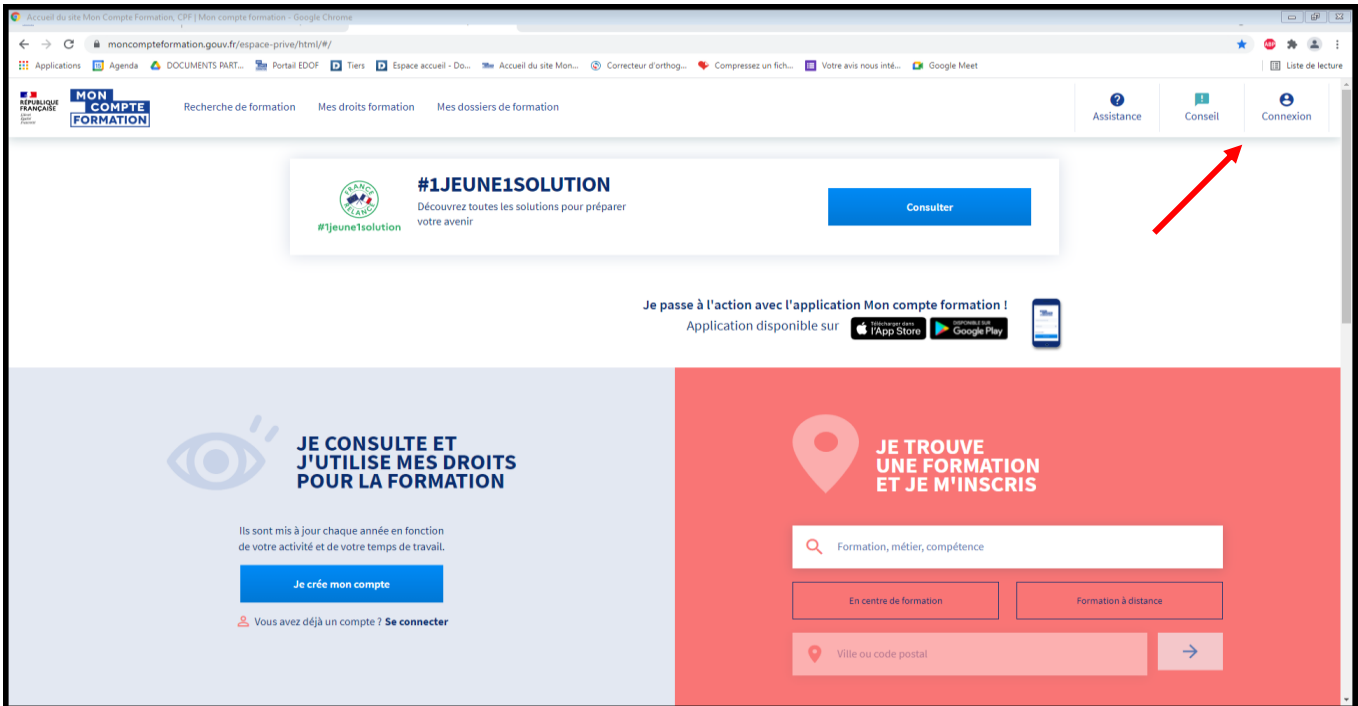 Accueil du site Mon Compte Formation, CPF | Mon compte formation - Google Chrome
moncompteformation.gouv.fr/espace-prive/html/#/
ABP
Applications Agenda DOCUMENTS PART... Portail EDOF Tiers Espace accueil - Do... Accueil du site Mon... Correcteur d'orthog... Compressez un fich... Votre avis nous inté... Google Meet Liste de lecture
RÉPUBLIQUE
FRANÇAISE
MON
COMPTE
FORMATION
Recherche de formation Mes droits formation Mes dossiers de formation
Assistance Conseil Connexion
FRANCE
RELANCE
#1jeune1solution
#1JEUNE1SOLUTION
Découvrez toutes les solutions pour préparer
votre avenir
Consulter
Je passe à l'action avec l'application Mon compte formation !
Application disponible sur
Télécharger dans
l'App Store
DISPONIBLE SUR
Google Play
JE CONSULTE ET
J'UTILISE MES DROITS
POUR LA FORMATION
Ils sont mis à jour chaque année en fonction
de votre activité et de votre temps de travail.
Je crée mon compte
Vous avez déjà un compte ? Se connecter
JE TROUVE
UNE FORMATION
ET JE M'INSCRIS
Formation, métier, compétence
En centre de formation Formation à distance
Ville ou code postal